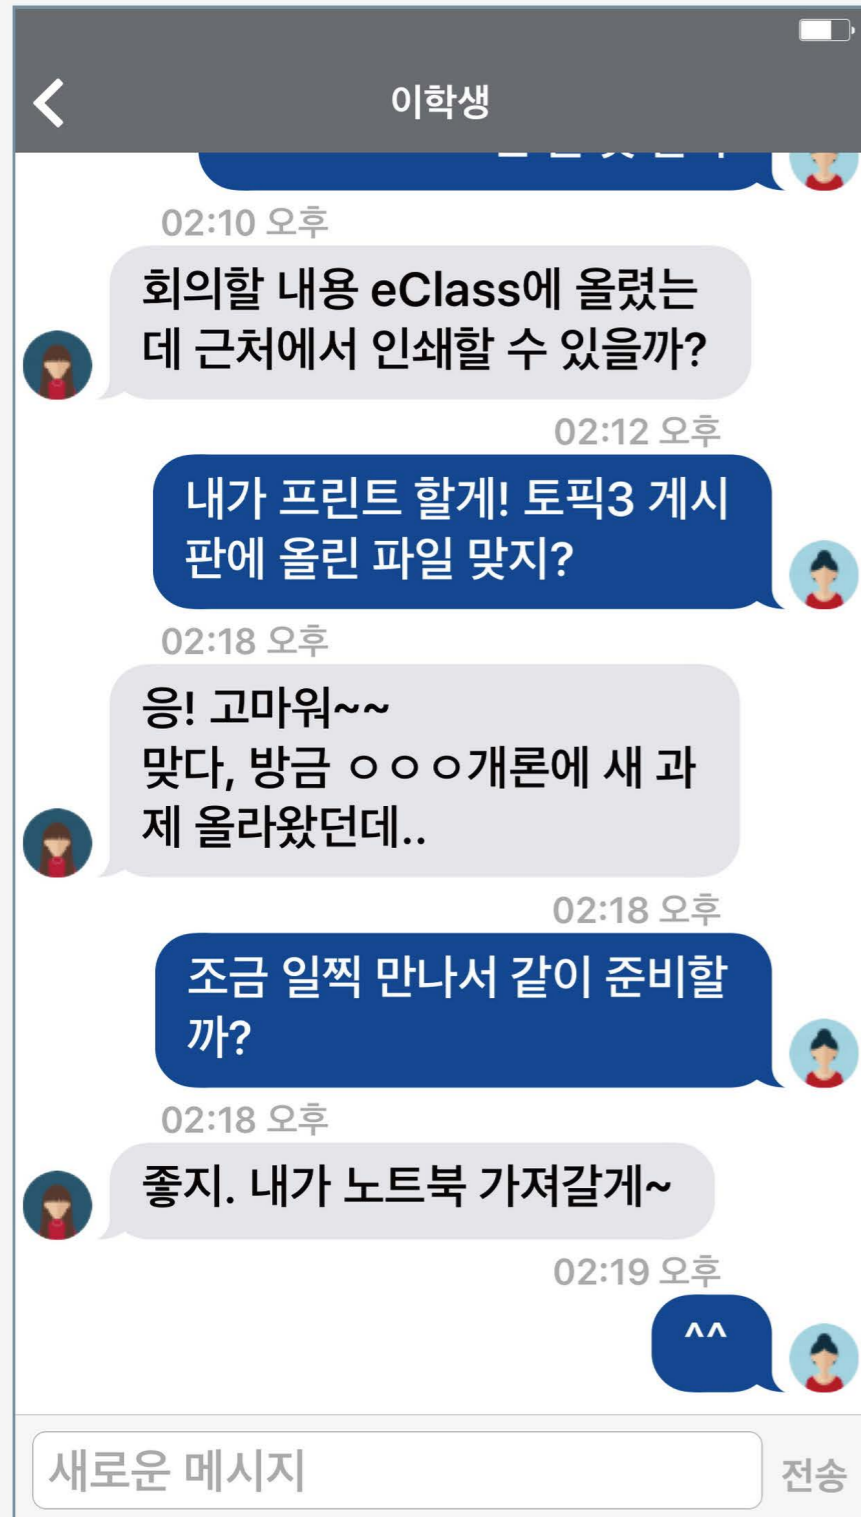 이학생
02:10 오후
회의할 내용 eClass에 올렸는
데 근처에서 인쇄할 수 있을까?
02:12 오후
내가 프린트 할게! 토픽3 게시
판에 올린 파일 맞지?
02:18 오후
응! 고마워~~
맞다, 방금 ㅇㅇㅇ개론에 새 과
제 올라왔던데..
02:18 오후
조금 일찍 만나서 같이 준비할
까?
02:18 오후
좋지. 내가 노트북 가져갈게~
02:19 오후
^^
새로운 메시지
전송